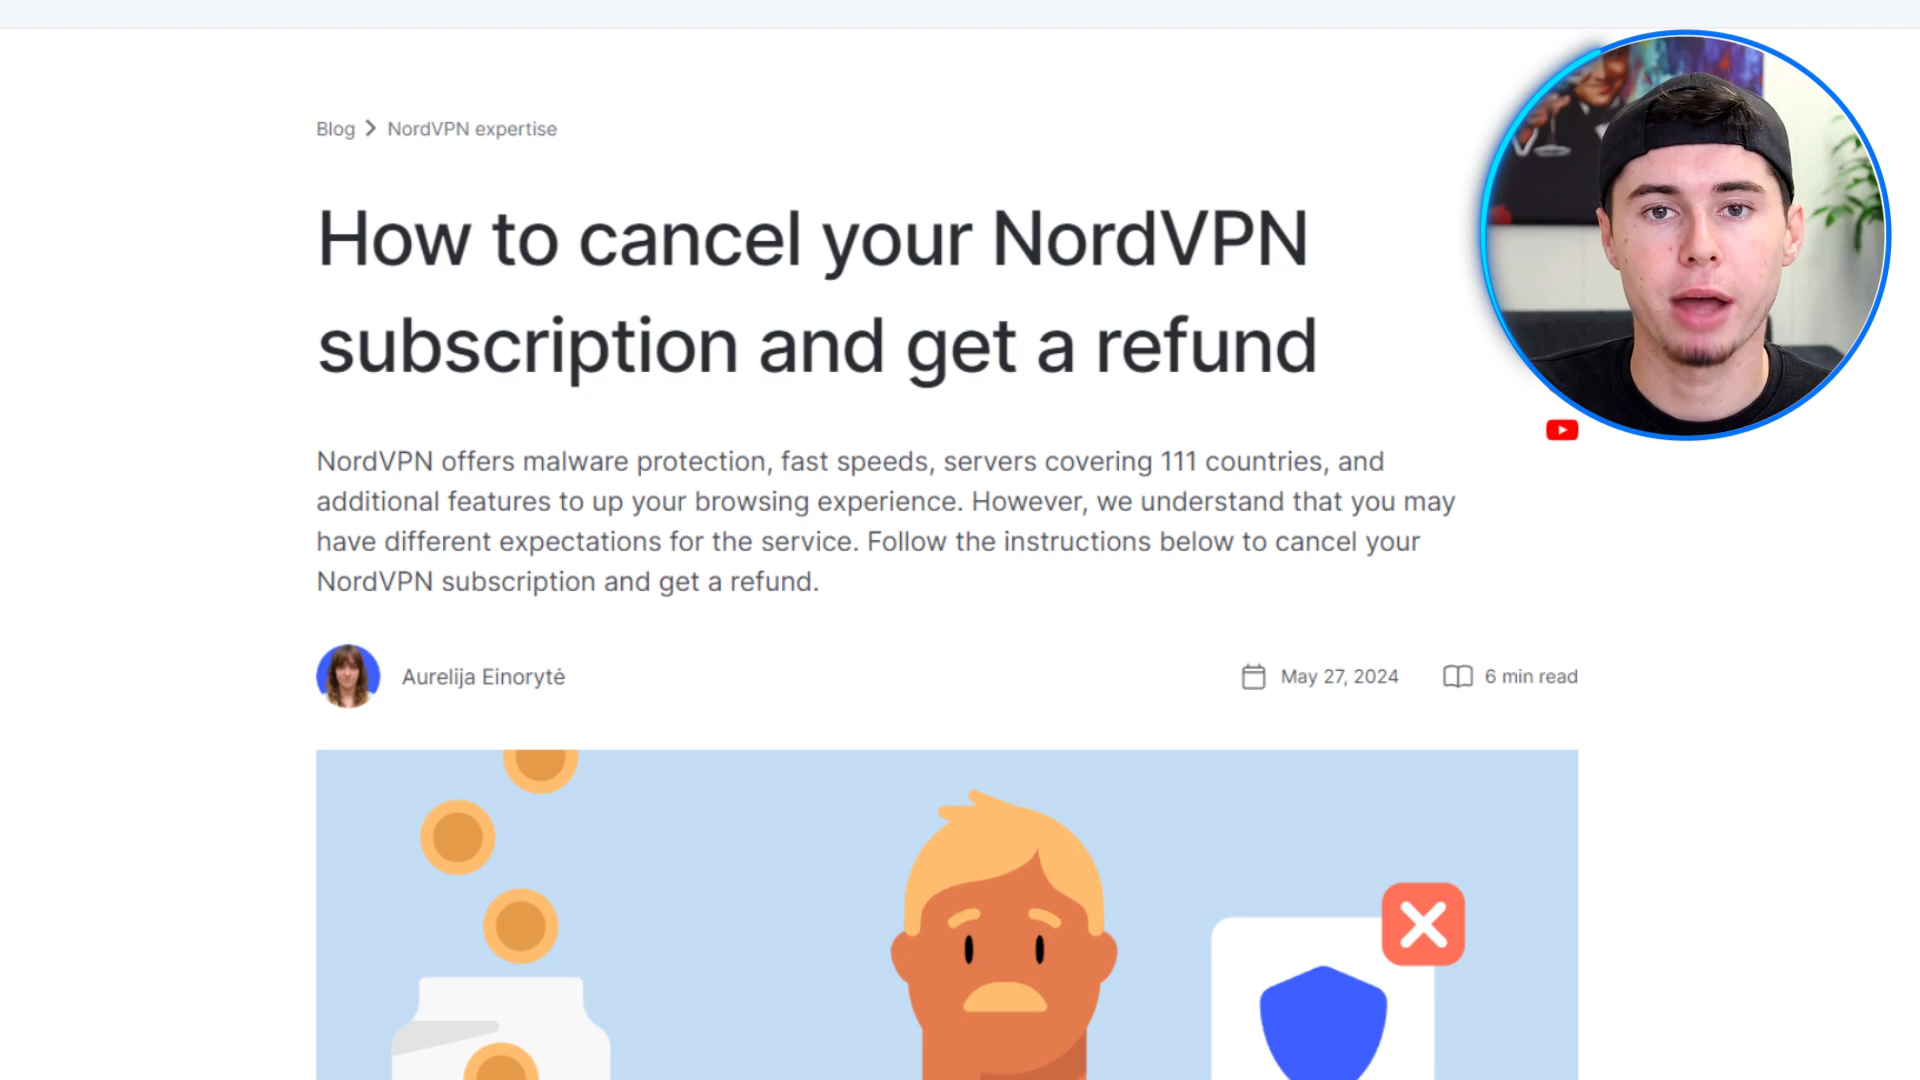 Blog > NordVPN expertise
How to cancel your NordVPN
subscription and get a refund
NordVPN offers malware protection, fast speeds, servers covering 111 countries, and
additional features to up your browsing experience. However, we understand that you may
have different expectations for the service. Follow the instructions below to cancel your
NordVPN subscription and get a refund.
Aurelija Einorytė
May 27, 2024
6 min read